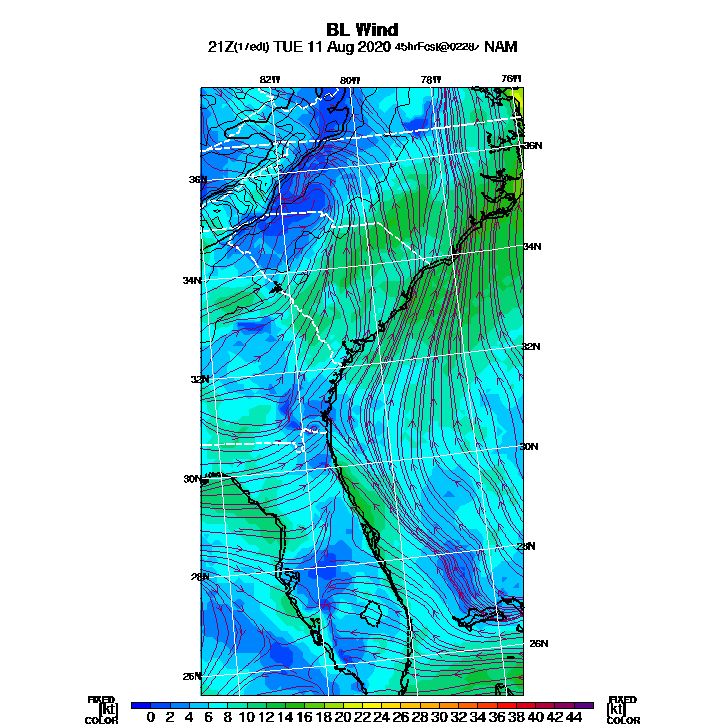 BL Wind
21Z(17edt) TUE 11 Aug 2020 45hrFcst@0228z NAM
82W 80W 78W 76W
36N
36N
34N
34N
32N
32N
30N
30N
28N
28N
26N
26N
FIXED FIXED
[kt] 0 2 4 6 8 10 12 14 16 18 20 22 24 26 28 30 32 34 36 38 40 42 44 [kt]
COLOR COLOR